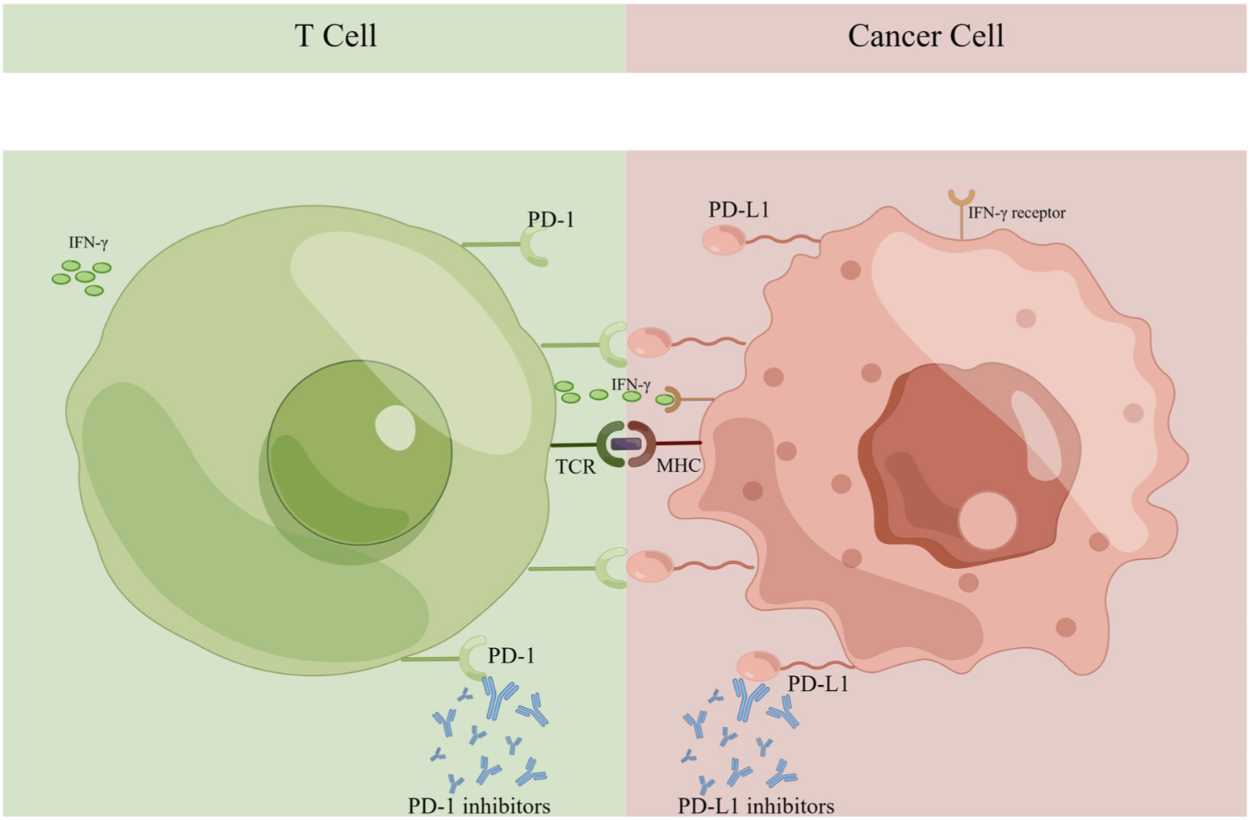 T Cell
Cancer Cell
PD-1
PD-L1
IFN-γ receptor
IFN-γ
IFN-γ
TCR
MHC
PD-1
PD-L1
PD-1 inhibitors
PD-L1 inhibitors